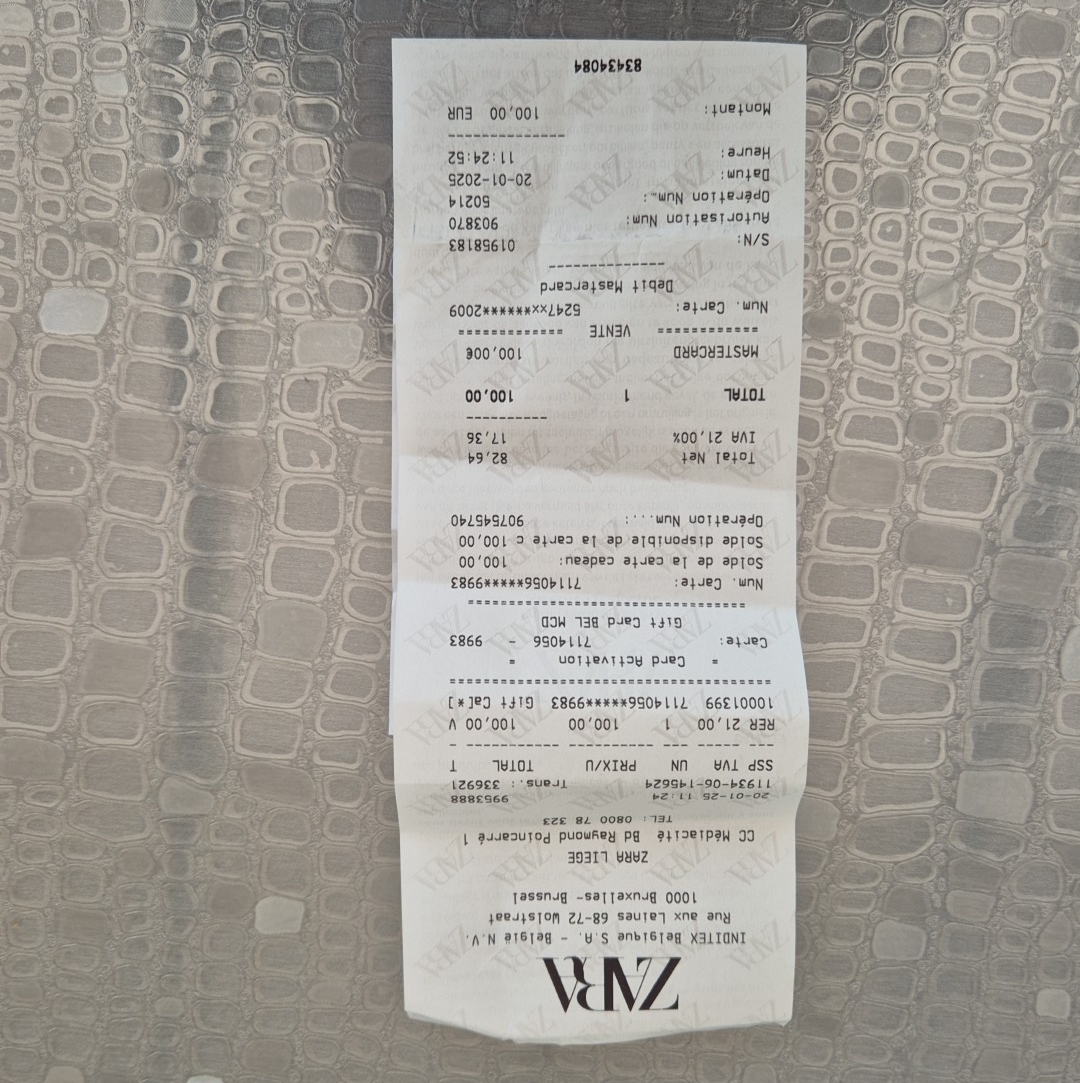 ZARA
INDITEX Belgique S.A. - België N.V.
Rue aux Laines 68-72 Wolstraat
1000 Bruxelles- Brussel
ZARA LIEGE
CC Médiacité Bd Raymond Poincarré 1
TEL: 0800 78 323
20-01-25 11:24 9953888
11934-06-145624 Trans.: 336921
SSP TVA UN PRIX/U TOTAL T
RER 21,00 1 100,00 100,00 V
10001399 7114056******9983 Gift Ca[*]
= Card Activation =
Carte: 7114056 - 9983
Gift Card BEL MCD
Num. Carte: 7114056******9983
Solde de la carte cadeau: 100,00
Solde disponible de la carte c 100,00
Opération Num....: 907545740
Total Net 82,64
IVA 21,00% 17,36
TOTAL 1 100,00
MASTERCARD 100,00€
=========== VENTE ===========
Num. Carte: 5247xx******2009
Debit Mastercard
S/N: 01958183
Autorisation Num: 903870
Opération Num…: 50214
Datum: 20-01-2025
Heure: 11:24:52
Montant: 100,00 EUR
83434084